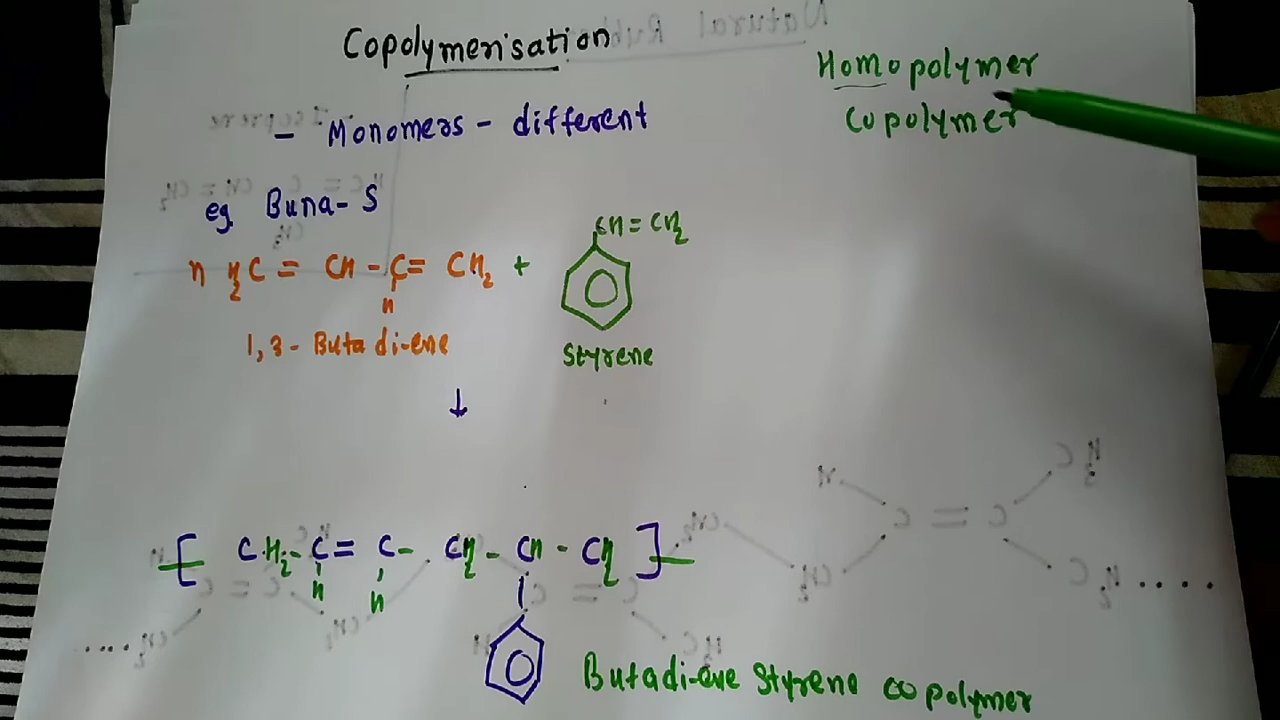 Copolymerisation
Homopolymer
Copolymer
- Monomers - different
eg Buna-S
CH = CH2
n H2C = CH - C = CH2 +
H
1,3-Butadi-ene
Styrene
↓
[ CH2 - C = C - CH2 - CH - CH2 ]
H H
Butadi-ene Styrene copolymer